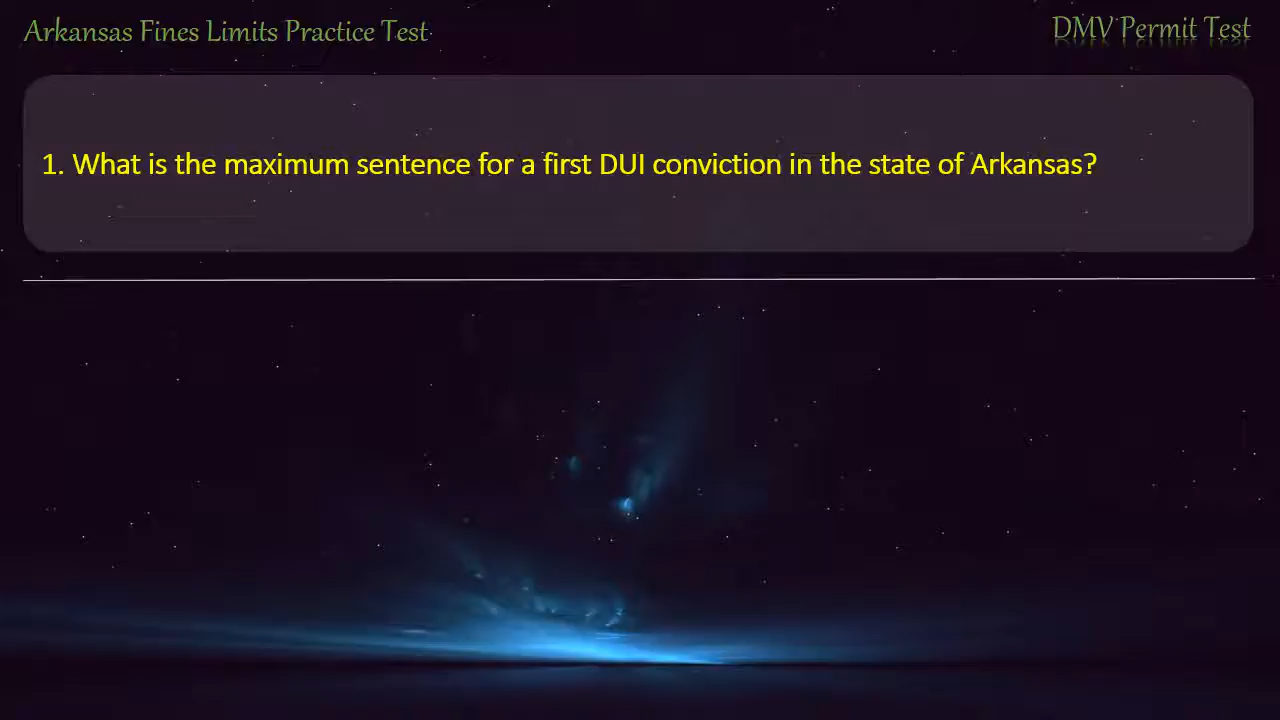 Arkansas Fines Limits Practice Test
DMV Permit Test
1. What is the maximum sentence for a first DUI conviction in the state of Arkansas?